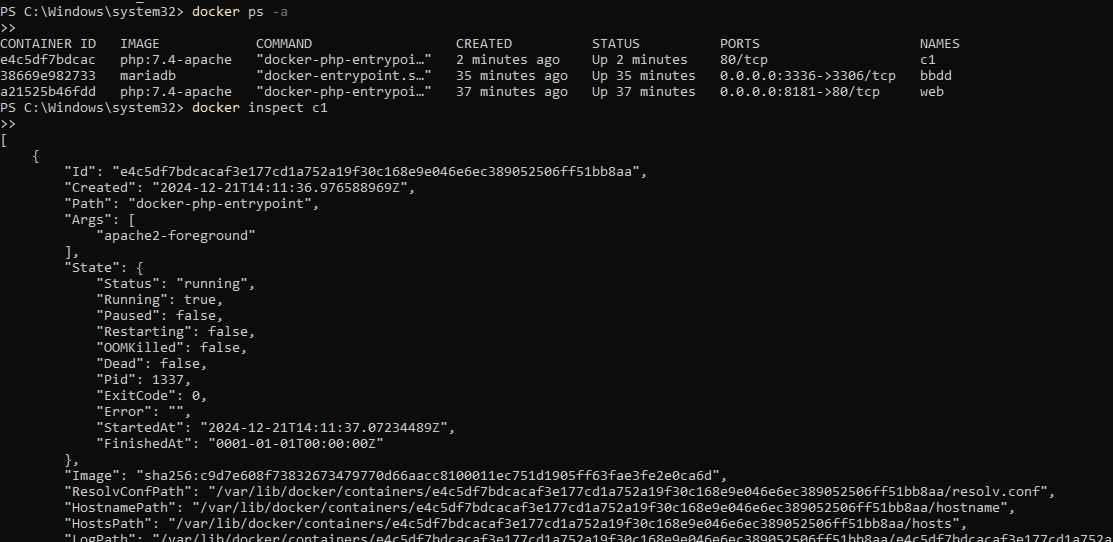 PS C:\Windows\system32> docker ps -a
>>
CONTAINER ID   IMAGE            COMMAND                  CREATED          STATUS          PORTS                    NAMES
e4c5df7bdcac   php:7.4-apache   "docker-php-entrypoi…"   2 minutes ago    Up 2 minutes    80/tcp                   c1
38669e982733   mariadb          "docker-entrypoint.s…"   35 minutes ago   Up 35 minutes   0.0.0.0:3336->3306/tcp   bbdd
a21525b46fdd   php:7.4-apache   "docker-php-entrypoi…"   37 minutes ago   Up 37 minutes   0.0.0.0:8181->80/tcp     web
PS C:\Windows\system32> docker inspect c1
>>
[
    {
        "Id": "e4c5df7bdcacaf3e177cd1a752a19f30c168e9e046e6ec389052506ff51bb8aa",
        "Created": "2024-12-21T14:11:36.976588969Z",
        "Path": "docker-php-entrypoint",
        "Args": [
            "apache2-foreground"
        ],
        "State": {
            "Status": "running",
            "Running": true,
            "Paused": false,
            "Restarting": false,
            "OOMKilled": false,
            "Dead": false,
            "Pid": 1337,
            "ExitCode": 0,
            "Error": "",
            "StartedAt": "2024-12-21T14:11:37.07234489Z",
            "FinishedAt": "0001-01-01T00:00:00Z"
        },
        "Image": "sha256:c9d7e608f73832673479770d66aacc8100011ec751d1905ff63fae3fe2e0ca6d",
        "ResolvConfPath": "/var/lib/docker/containers/e4c5df7bdcacaf3e177cd1a752a19f30c168e9e046e6ec389052506ff51bb8aa/resolv.conf",
        "HostnamePath": "/var/lib/docker/containers/e4c5df7bdcacaf3e177cd1a752a19f30c168e9e046e6ec389052506ff51bb8aa/hostname",
        "HostsPath": "/var/lib/docker/containers/e4c5df7bdcacaf3e177cd1a752a19f30c168e9e046e6ec389052506ff51bb8aa/hosts",
        "LogPath": "/var/lib/docker/containers/e4c5df7bdcacaf3e177cd1a752a19f30c168e9e046e6ec389052506ff51bb8aa/e4c5df7bdcacaf3e177cd1a752a